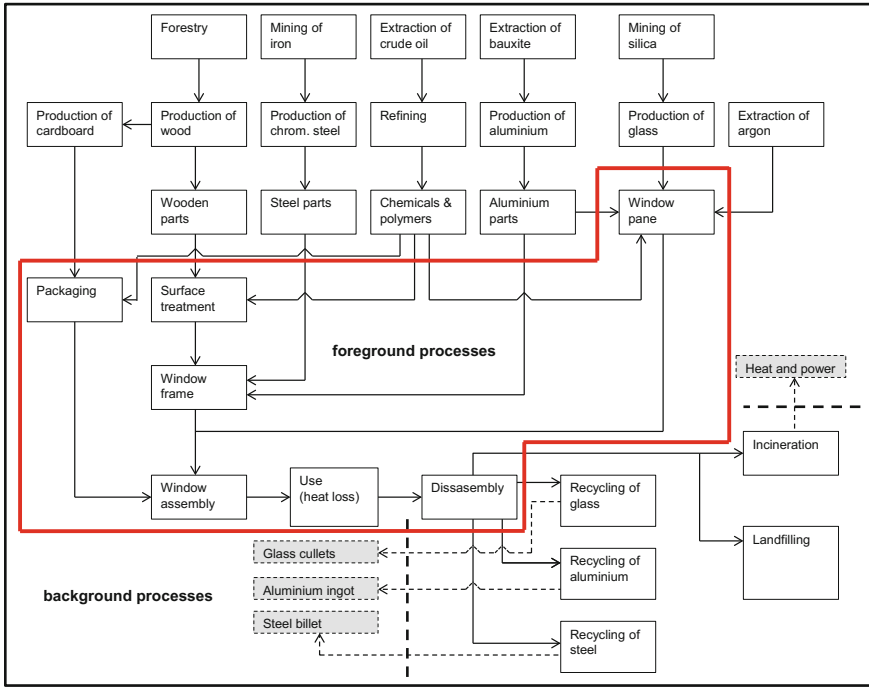 Forestry
Mining of
iron
Extraction of
crude oil
Extraction of
bauxite
Mining of
silica
Production of
cardboard
Production of
wood
Production of
chrom. steel
Refining
Production of
aluminium
Production of
glass
Extraction of
argon
Wooden
parts
Steel parts
Chemicals &
polymers
Aluminium
parts
Window
pane
Packaging
Surface
treatment
foreground processes
Window
frame
Heat and power
Incineration
Window
assembly
Use
(heat loss)
Dissasembly
Recycling of
glass
Landfilling
Glass cullets
Recycling of
aluminium
background processes
Aluminium ingot
Steel billet
Recycling of
steel